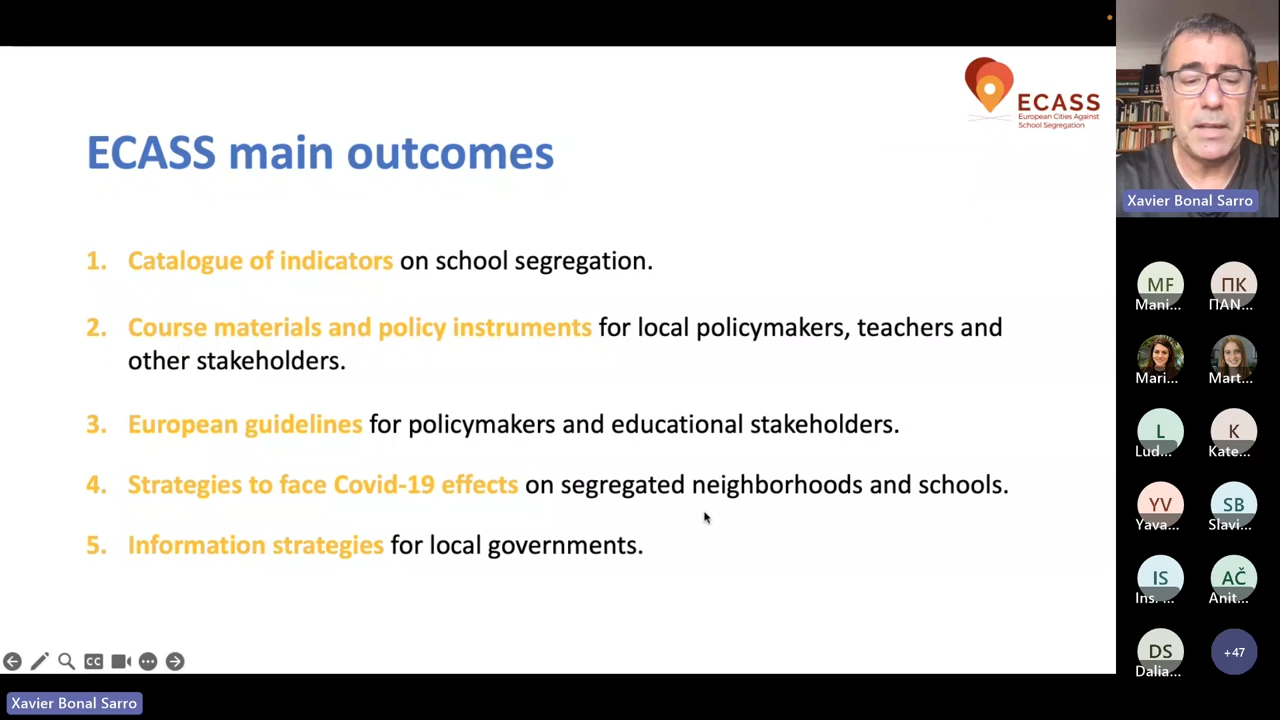 ECASS
European Cities Against
School Segregation
ECASS main outcomes
1. Catalogue of indicators on school segregation.
2. Course materials and policy instruments for local policymakers, teachers and
other stakeholders.
3. European guidelines for policymakers and educational stakeholders.
4. Strategies to face Covid-19 effects on segregated neighborhoods and schools.
5. Information strategies for local governments.
CC
Xavier Bonal Sarro
Xavier Bonal Sarro
MF
Mani...
ΠΚ
ΠΑΝ...
Mari...
Mart...
L
Lud...
K
Kate...
YV
Yava...
SB
Slavi...
IS
Ins. ...
AČ
Anit...
DS
Dalia...
+47